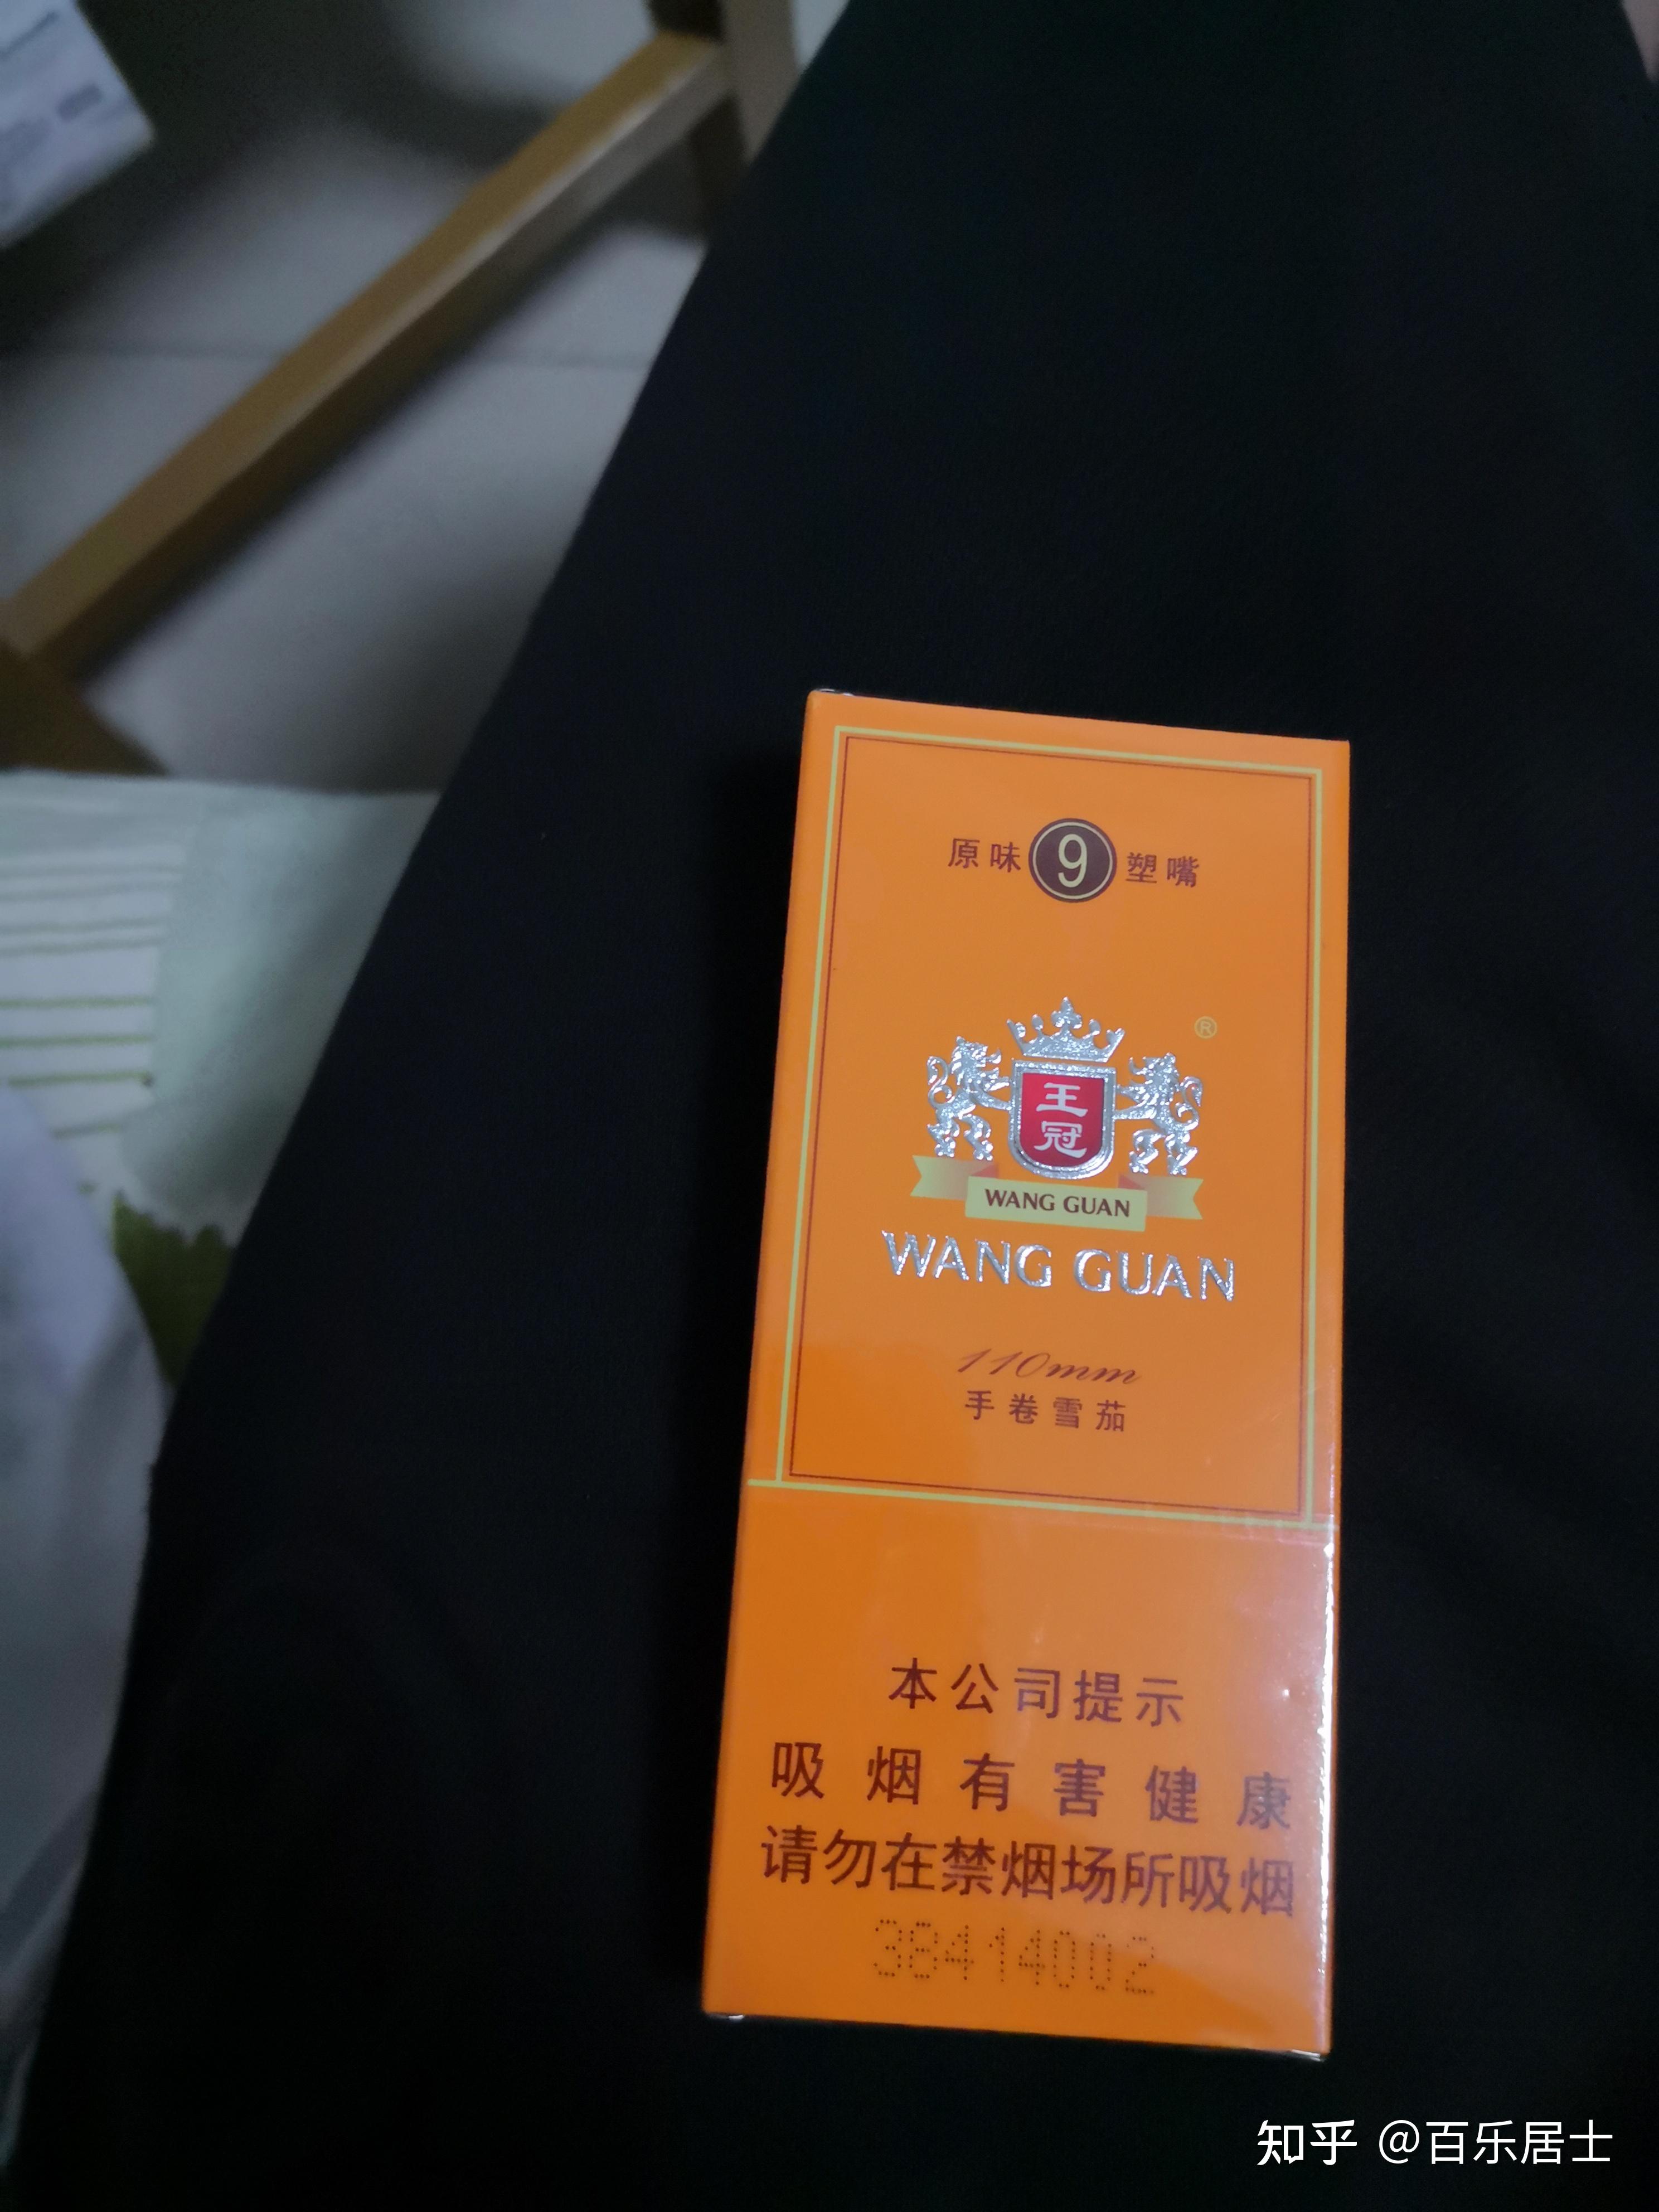 原味 9 塑嘴
®
王
冠
WANG GUAN
WANG GUAN
110mm
手卷雪茄
本公司提示
吸烟有害健康
请勿在禁烟场所吸烟
38414002
知乎 @百乐居士